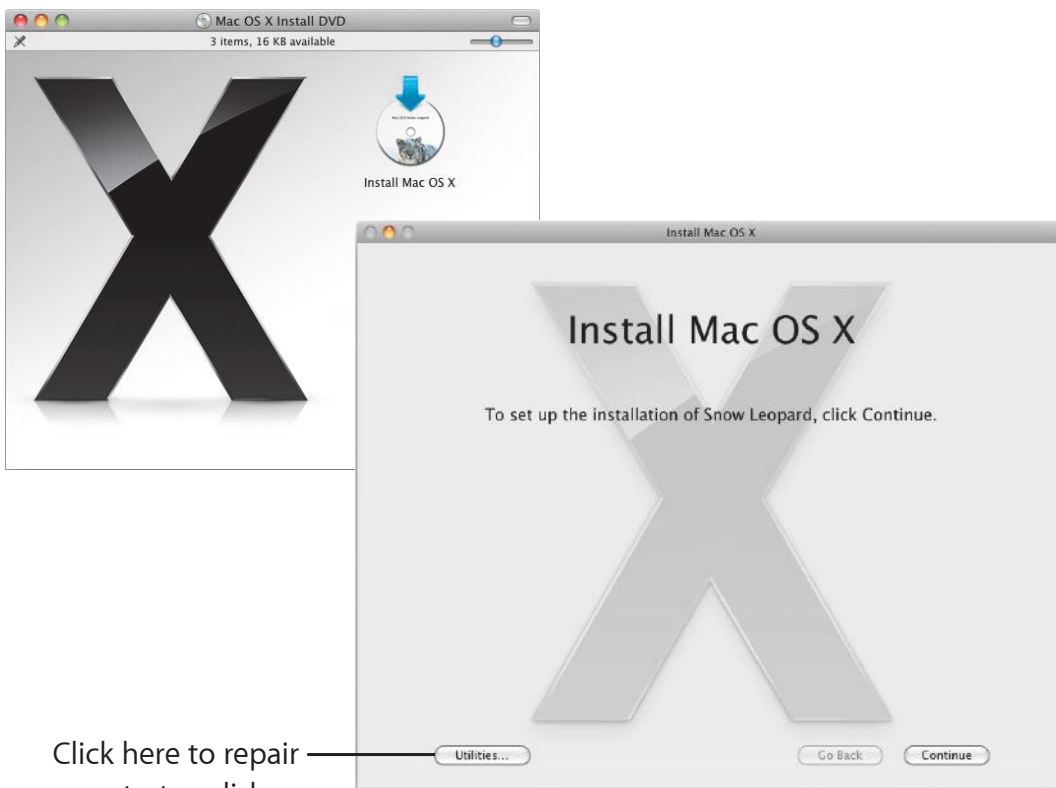 Mac OS X Install DVD
3 items, 16 KB available
Install Mac OS X
Install Mac OS X
Install Mac OS X
To set up the installation of Snow Leopard, click Continue.
Click here to repair
Utilities...
Go Back
Continue